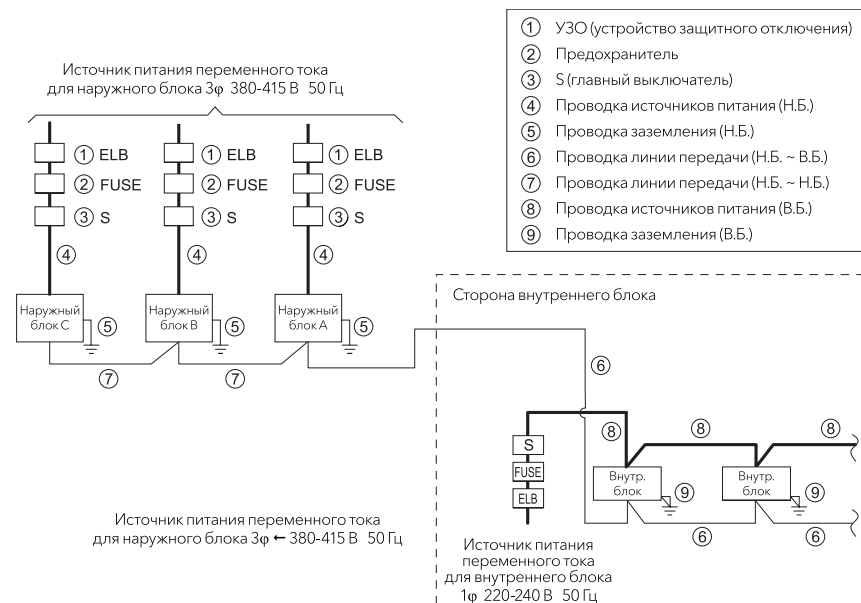 Источник питания переменного тока
для наружного блока 3φ 380-415 В 50 Гц
① ELB ① ELB ① ELB
② FUSE ② FUSE ② FUSE
③ S ③ S ③ S
④ ④ ④
Наружный
блок C
⑤
Наружный
блок B
⑤
Наружный
блок A
⑤
⑦ ⑦
① УЗО (устройство защитного отключения)
② Предохранитель
③ S (главный выключатель)
④ Проводка источников питания (Н.Б.)
⑤ Проводка заземления (Н.Б.)
⑥ Проводка линии передачи (Н.Б. ~ В.Б.)
⑦ Проводка линии передачи (Н.Б. ~ Н.Б.)
⑧ Проводка источников питания (В.Б.)
⑨ Проводка заземления (В.Б.)
Сторона внутреннего блока
⑥
⑧ ⑧ ⑧
S
FUSE
ELB
Внутр.
блок
⑨
Внутр.
блок
⑨
⑥ ⑥
Источник питания
переменного тока
для внутреннего блока
1φ 220-240 В 50 Гц
Источник питания переменного тока
для наружного блока 3φ ← 380-415 В 50 Гц